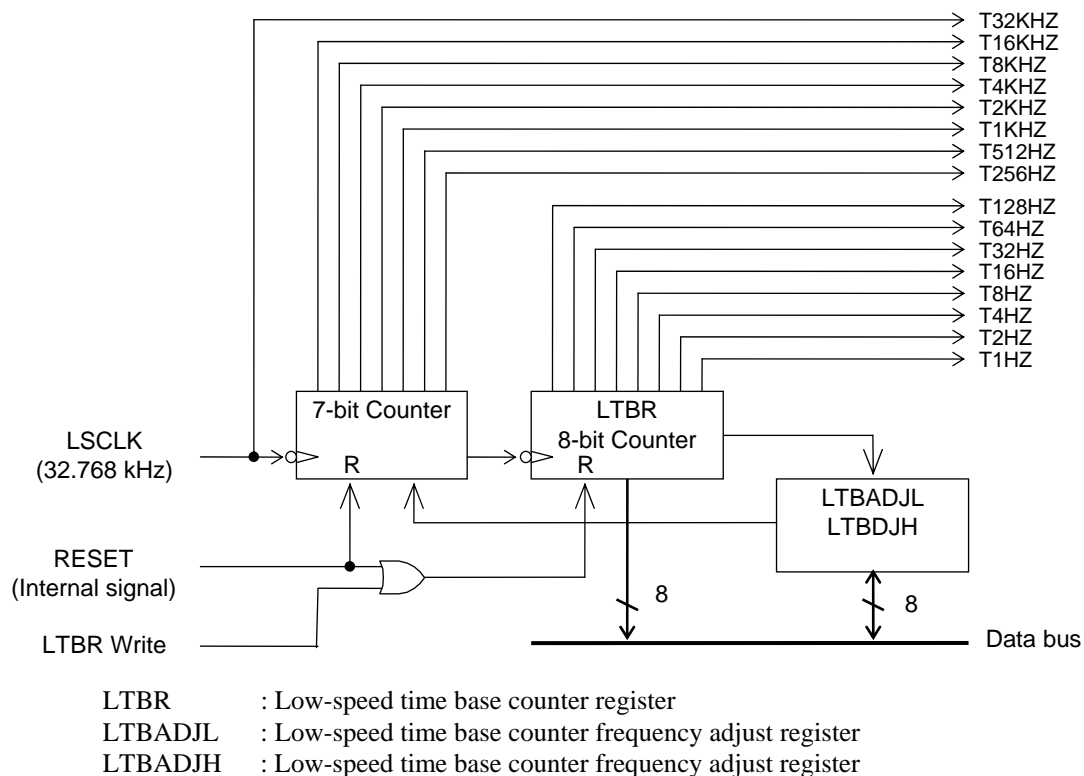 T32KHZ
T16KHZ
T8KHZ
T4KHZ
T2KHZ
T1KHZ
T512HZ
T256HZ
T128HZ
T64HZ
T32HZ
T16HZ
T8HZ
T4HZ
T2HZ
T1HZ
7-bit Counter
R
LTBR
8-bit Counter
R
LSCLK
(32.768 kHz)
LTBADJL
LTBDJH
RESET
(Internal signal)
8
8
LTBR Write
Data bus
LTBR : Low-speed time base counter register
LTBADJL : Low-speed time base counter frequency adjust register
LTBADJH : Low-speed time base counter frequency adjust register